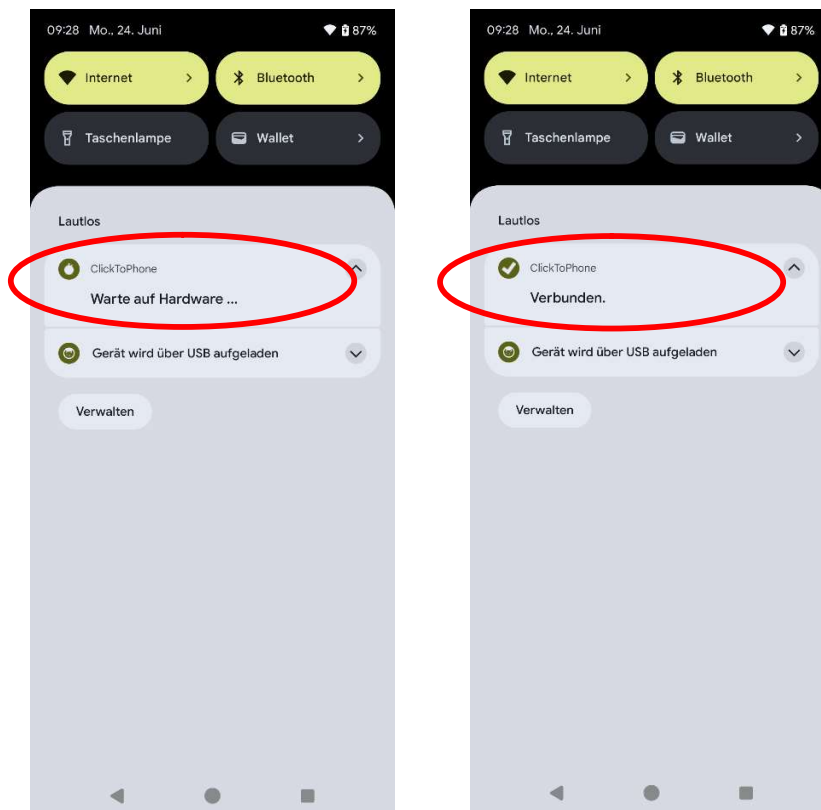 09:28 Mo., 24. Juni 87%
Internet
Bluetooth
Taschenlampe
Wallet
Lautlos
ClickToPhone
Warte auf Hardware ...
Gerät wird über USB aufgeladen
Verwalten
09:28 Mo., 24. Juni 87%
Internet
Bluetooth
Taschenlampe
Wallet
Lautlos
ClickToPhone
Verbunden.
Gerät wird über USB aufgeladen
Verwalten